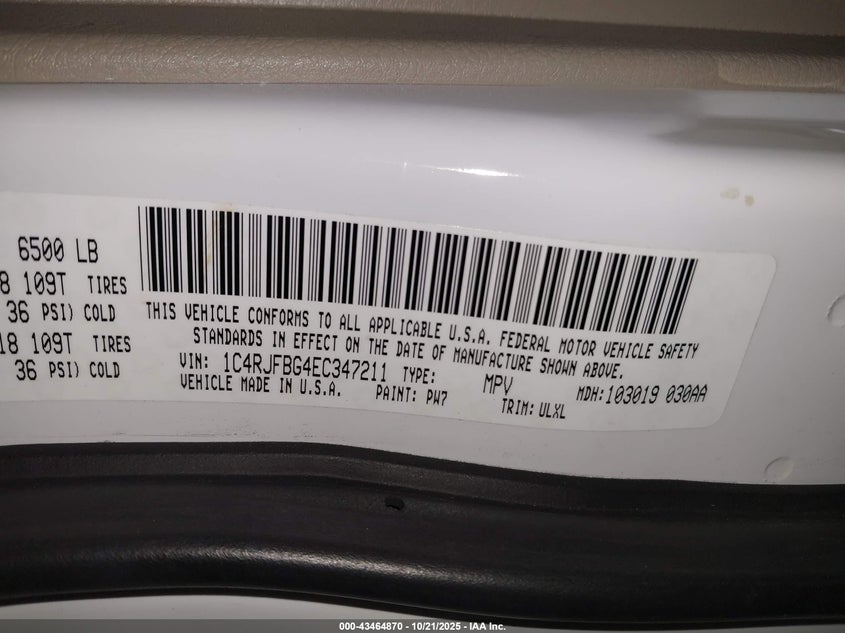 6500 LB
8 109T TIRES
36 PSI) COLD
18 109T TIRES
36 PSI) COLD
THIS VEHICLE CONFORMS TO ALL APPLICABLE U.S.A. FEDERAL MOTOR VEHICLE SAFETY
STANDARDS IN EFFECT ON THE DATE OF MANUFACTURE SHOWN ABOVE.
VIN: 1C4RJFBG4EC347211 TYPE: MPV MDH:103019 030AA
VEHICLE MADE IN U.S.A. PAINT: PW7 TRIM: ULXL
000-43464870 | 10/21/2025 - IAA Inc.